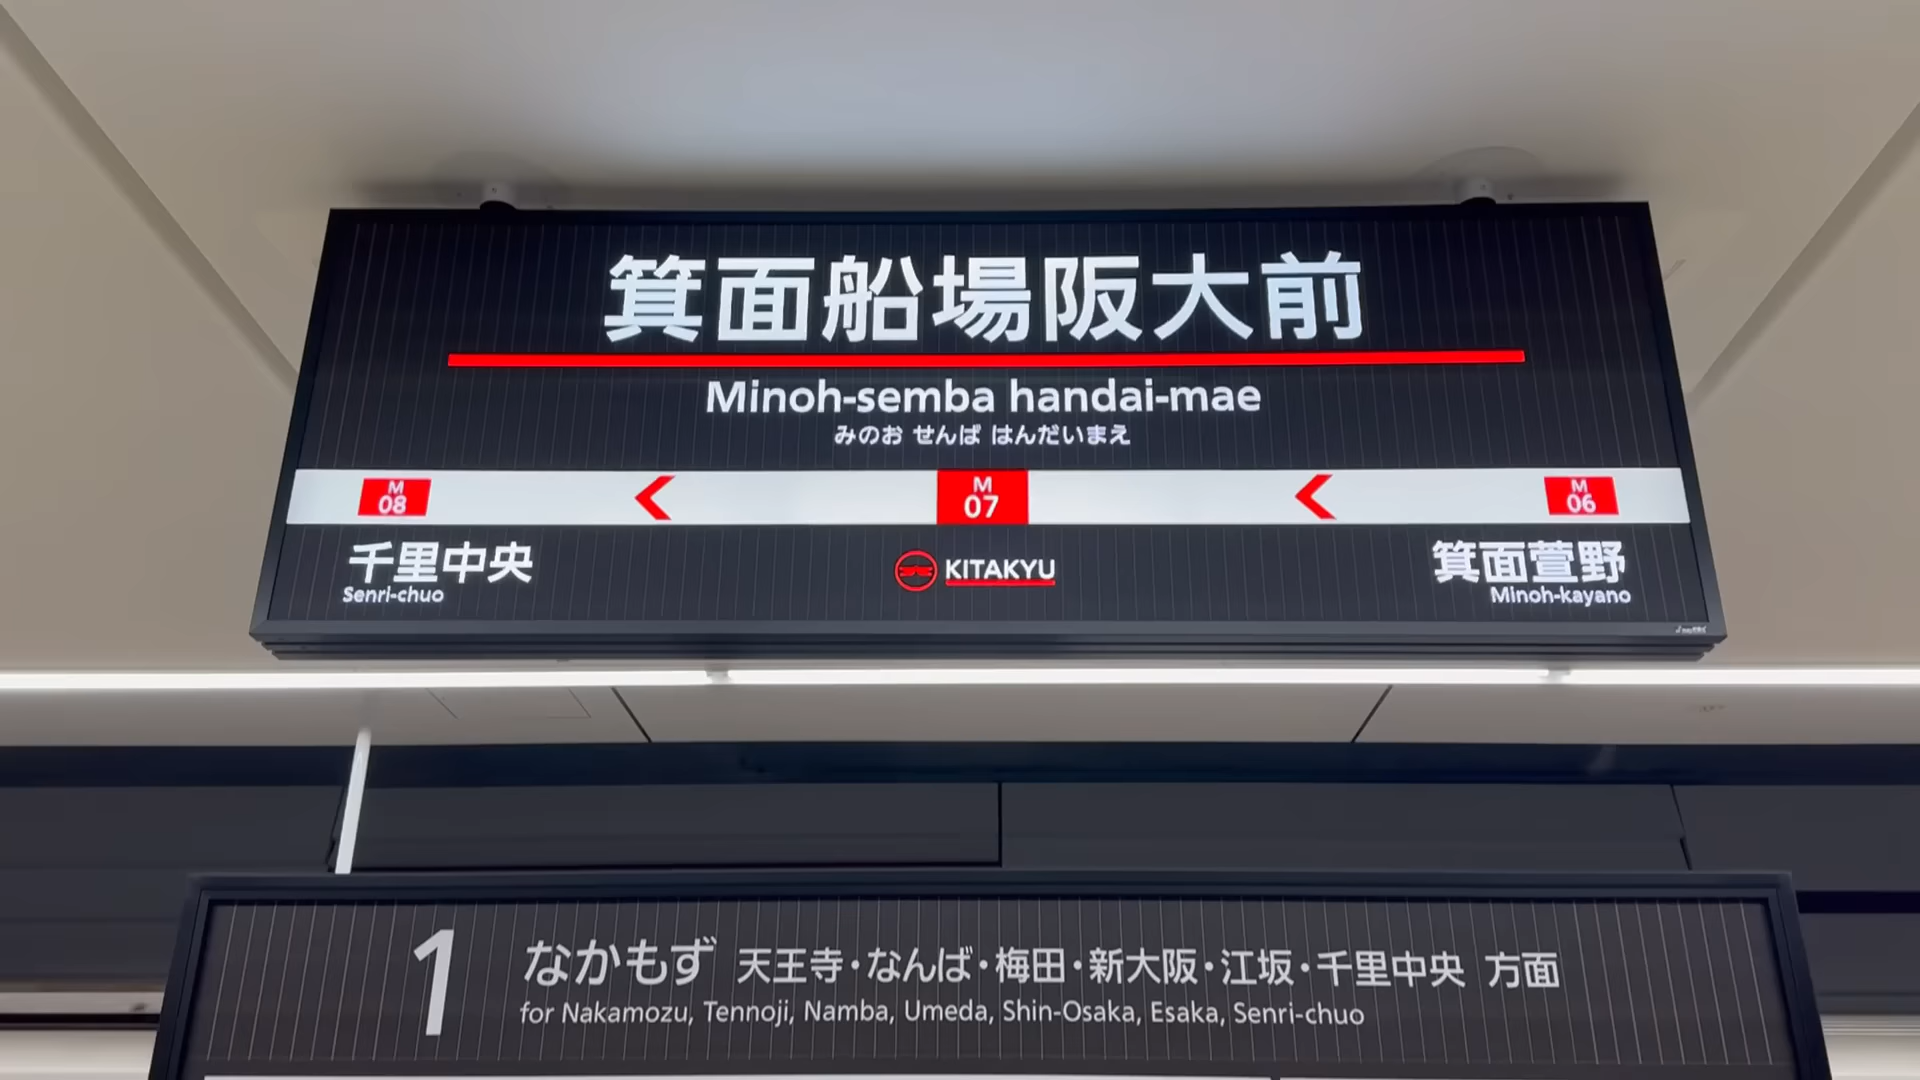 箕面船場阪大前
Minoh-semba handai-mae
みのお せんば はんだいまえ
M 08
M 07
M 06
千里中央
Senri-chuo
KITAKYU
箕面萱野
Minoh-kayano
1
なかもず 天王寺・なんば・梅田・新大阪・江坂・千里中央 方面
for Nakamozu, Tennoji, Namba, Umeda, Shin-Osaka, Esaka, Senri-chuo